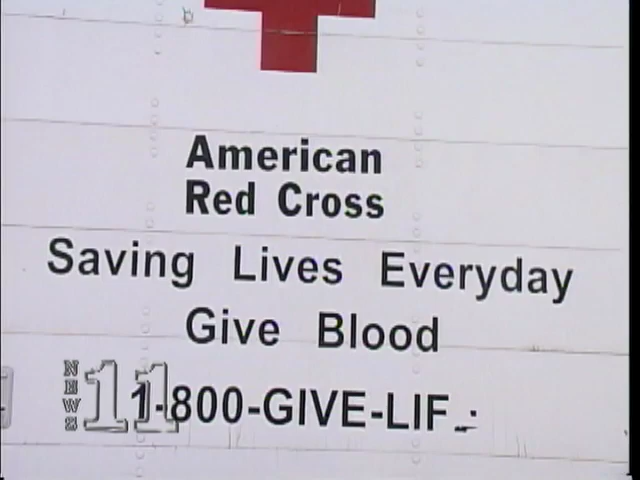 American
Red Cross
Saving Lives Everyday
Give Blood
1-800-GIVE-LIF
NEWS 11